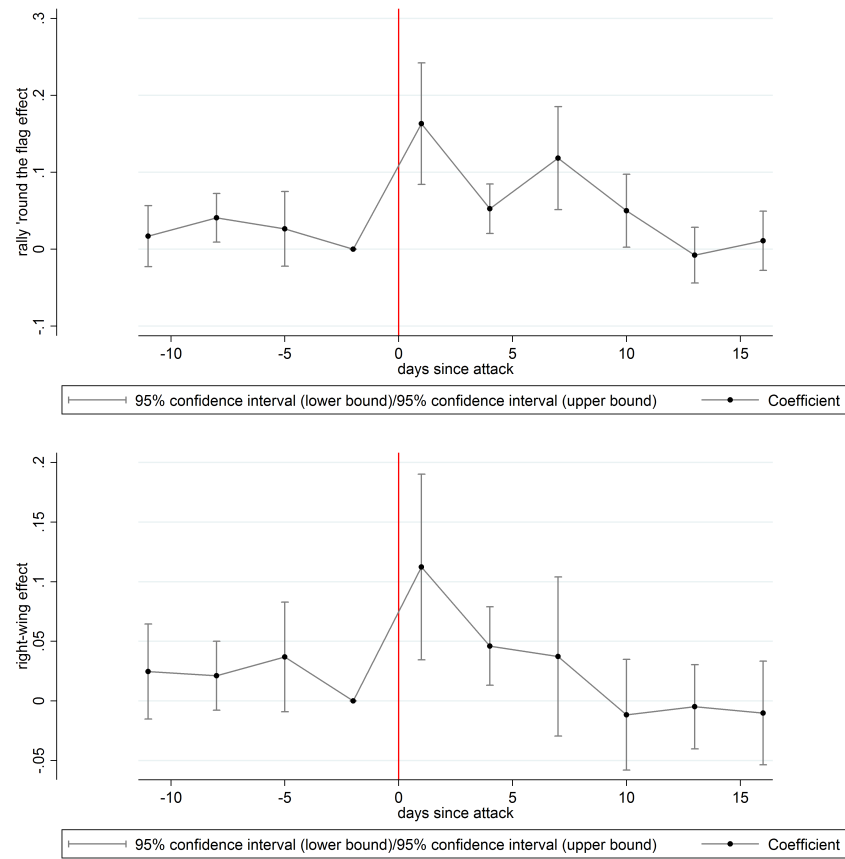 .3
.2
.1
0
-.1
rally 'round the flag effect
-10 -5 0 5 10 15
days since attack
95% confidence interval (lower bound)/95% confidence interval (upper bound) Coefficient
.2
.15
.1
.05
0
-.05
right-wing effect
-10 -5 0 5 10 15
days since attack
95% confidence interval (lower bound)/95% confidence interval (upper bound) Coefficient